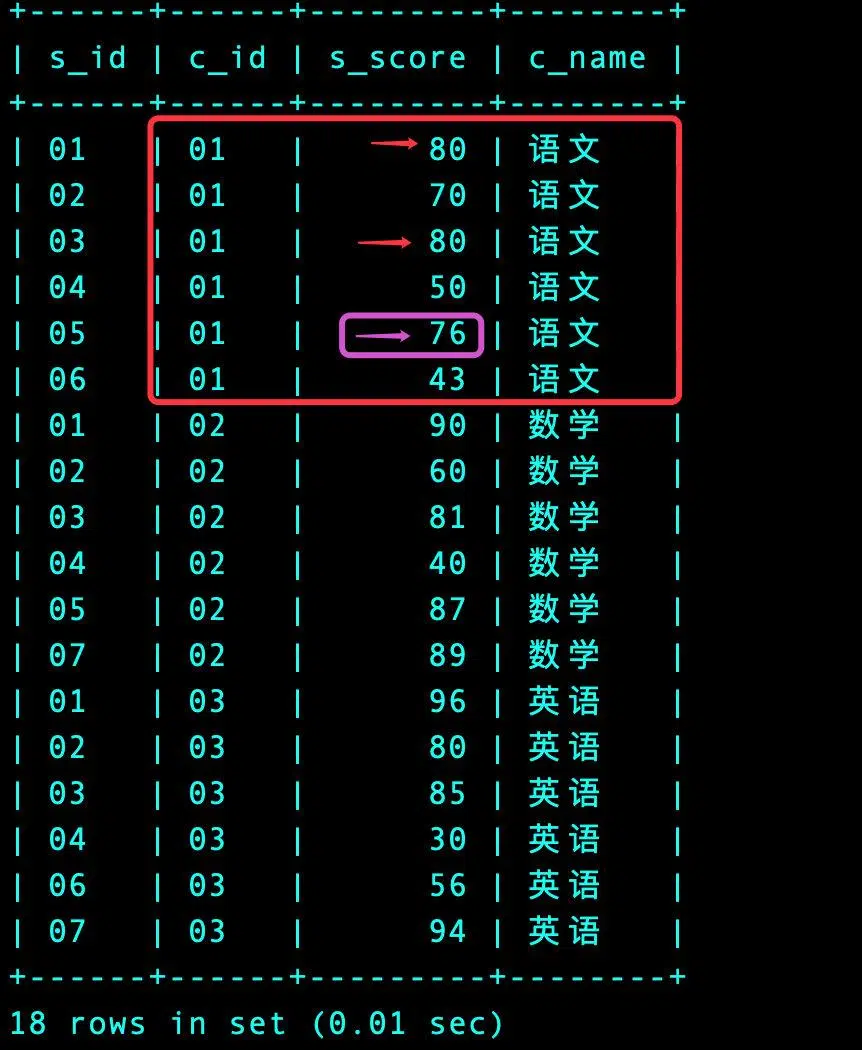 +------+------+---------+--------+
| s_id | c_id | s_score | c_name |
+------+------+---------+--------+
| 01 | 01 | 80 | 语文
| 02 | 01 | 70 | 语文
| 03 | 01 | 80 | 语文
| 04 | 01 | 50 | 语文
| 05 | 01 | 76 | 语文
| 06 | 01 | 43 | 语文
| 01 | 02 | 90 | 数学 |
| 02 | 02 | 60 | 数学 |
| 03 | 02 | 81 | 数学 |
| 04 | 02 | 40 | 数学 |
| 05 | 02 | 87 | 数学 |
| 07 | 02 | 89 | 数学 |
| 01 | 03 | 96 | 英语 |
| 02 | 03 | 80 | 英语 |
| 03 | 03 | 85 | 英语 |
| 04 | 03 | 30 | 英语 |
| 06 | 03 | 56 | 英语 |
| 07 | 03 | 94 | 英语 |
+------+------+---------+--------+
18 rows in set (0.01 sec)